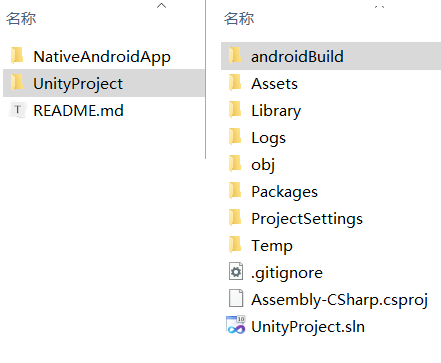 名称
NativeAndroidApp
UnityProject
README.md
名称
androidBuild
Assets
Library
Logs
obj
Packages
ProjectSettings
Temp
.gitignore
Assembly-CSharp.csproj
UnityProject.sln